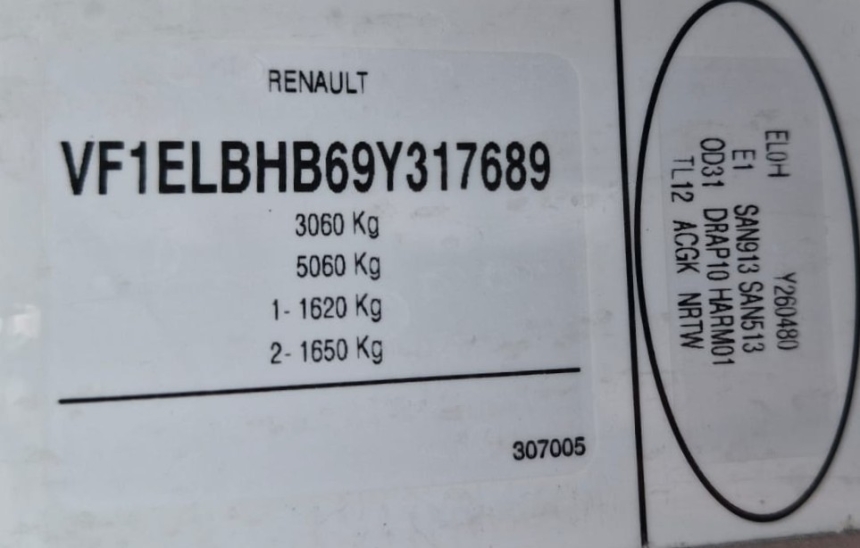 RENAULT
VF1ELBHB69Y317689
3060 Kg
5060 Kg
1- 1620 Kg
2- 1650 Kg
307005
EL0H Y260480
E1 SAN913 SAN513
OD31 DRAP10 HARM01
TL12 ACGK NRTW